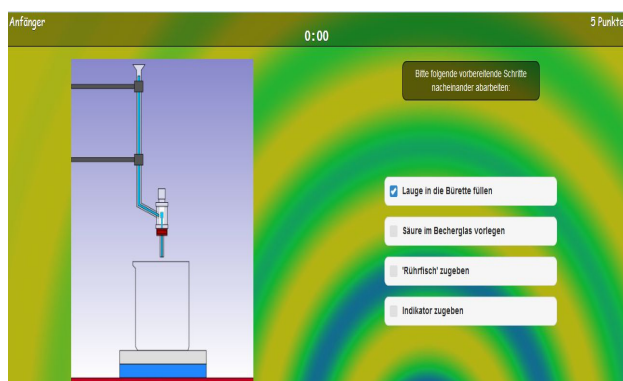 Anfänger
0:00
5 Punkte
Bitte folgende vorbereitende Schritte
nacheinander abarbeiten:
Lauge in die Bürette füllen
Säure im Becherglas vorlegen
'Rührfisch' zugeben
Indikator zugeben